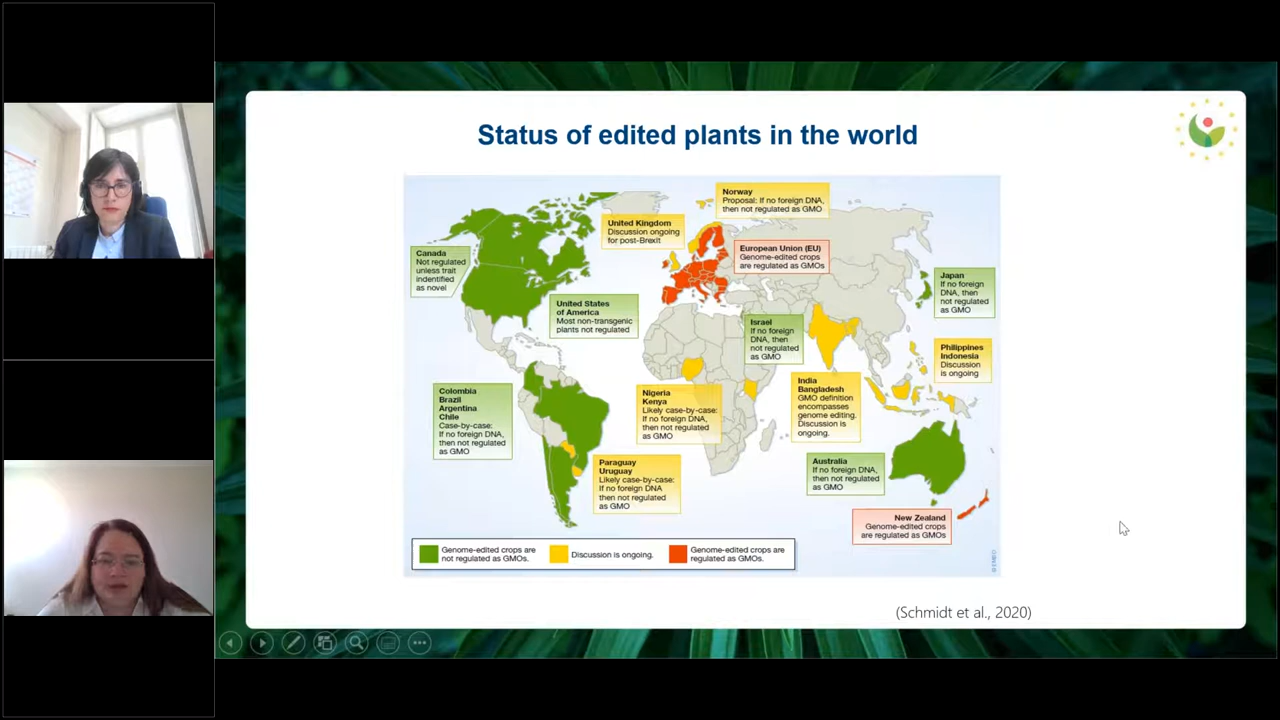 Status of edited plants in the world
Norway
Proposal: If no foreign DNA,
then not regulated as GMO
United Kingdom
Discussion ongoing
for post-Brexit
European Union (EU)
Genome-edited crops
are regulated as GMOs
Canada
Not regulated
unless trait
indentified
as novel
United States
of America
Most non-transgenic
plants not regulated
Japan
If no foreign
DNA, then
not regulated
as GMO
Israel
If no foreign
DNA, then
not regulated
as GMO
Philippines
Indonesia
Discussion
is ongoing
Colombia
Brazil
Argentina
Chile
Case-by-case:
If no foreign DNA,
then not regulated
as GMO
Nigeria
Kenya
Likely case-by-case:
If no foreign DNA,
then not regulated
as GMO
India
Bangladesh
GMO definition
encompasses
genome editing.
Discussion is
ongoing.
Paraguay
Uruguay
Likely case-by-case:
If no foreign DNA
then not regulated
as GMO
Australia
If no foreign DNA,
then not regulated
as GMO
New Zealand
Genome-edited crops
are regulated as GMOs
Genome-edited crops are
not regulated as GMOs.
Discussion is ongoing.
Genome-edited crops are
regulated as GMOs.
© EMBO
(Schmidt et al., 2020)